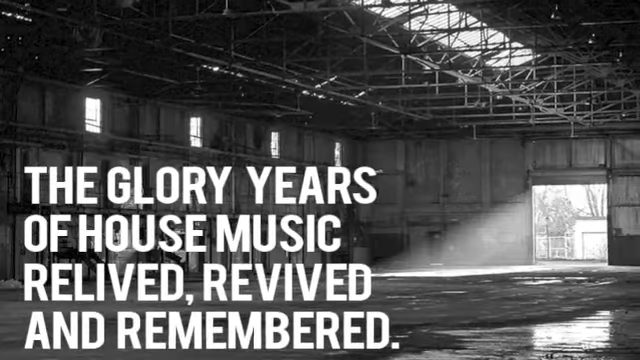 THE GLORY YEARS
OF HOUSE MUSIC
RELIVED, REVIVED
AND REMEMBERED.